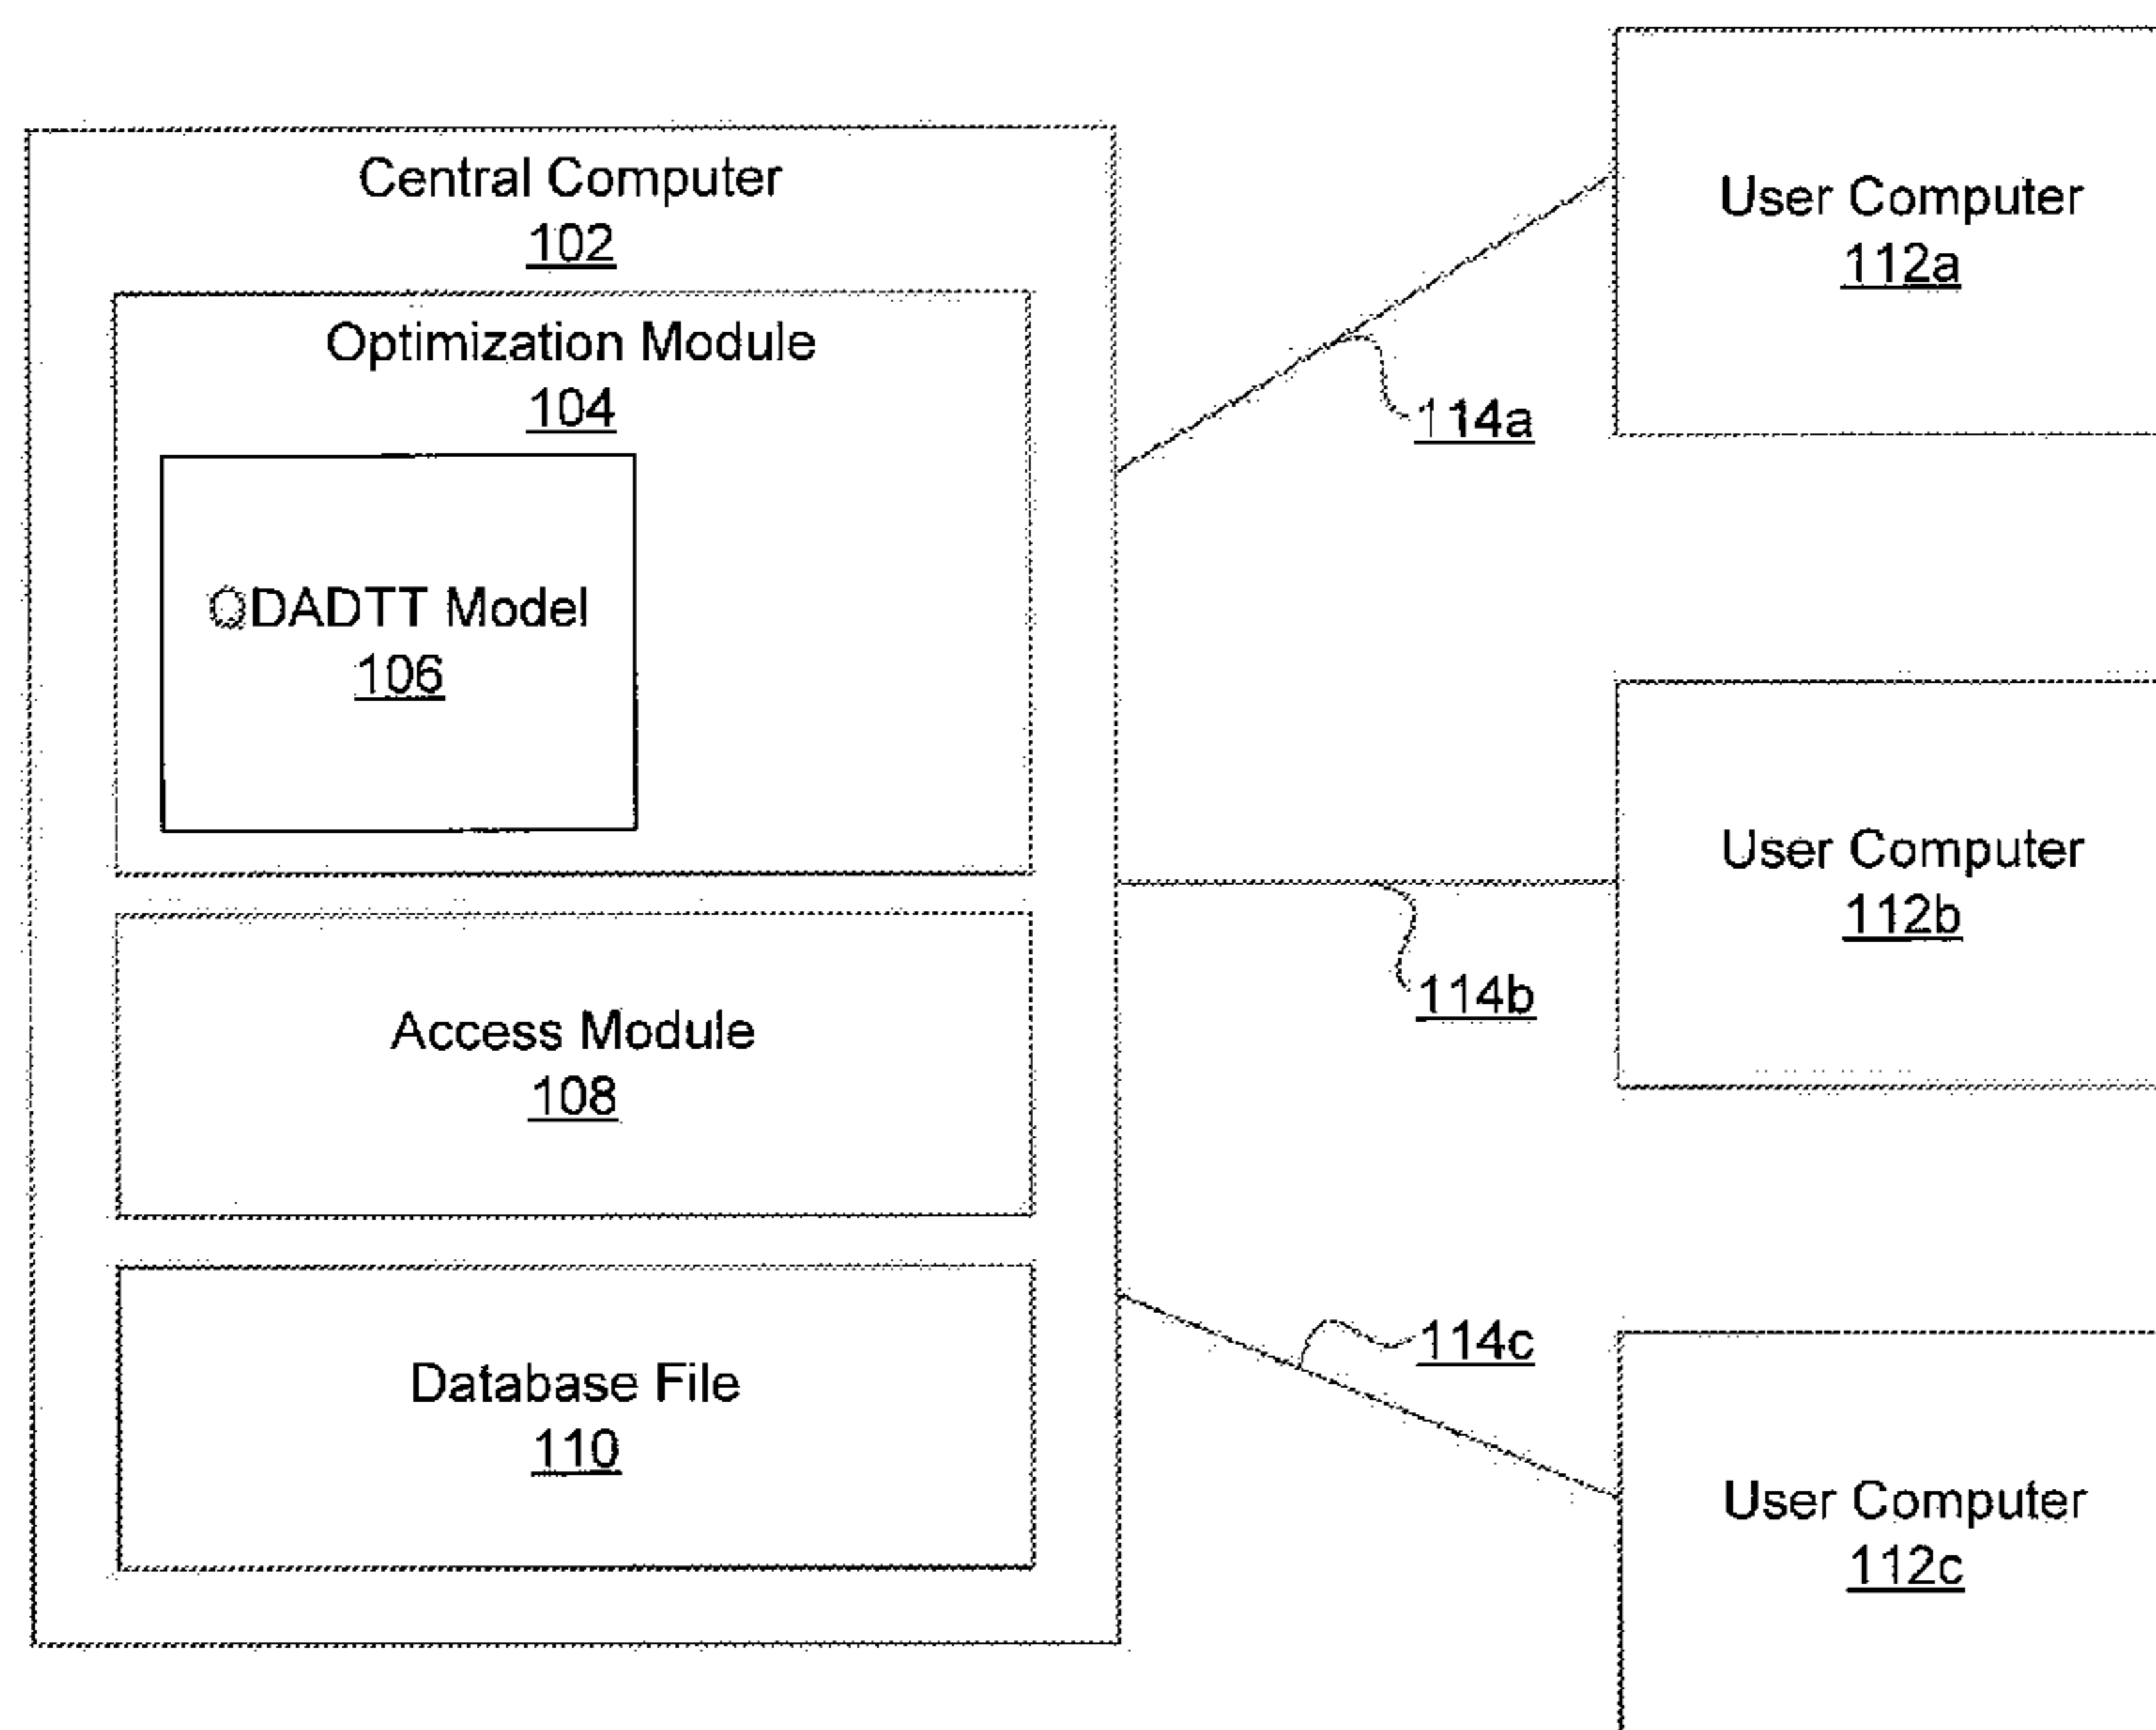 Central Computer
102
Optimization Module
104
ODADTT Model
106
Access Module
108
Database File
110
User Computer
112a
114a
User Computer
112b
114b
114c
User Computer
112c